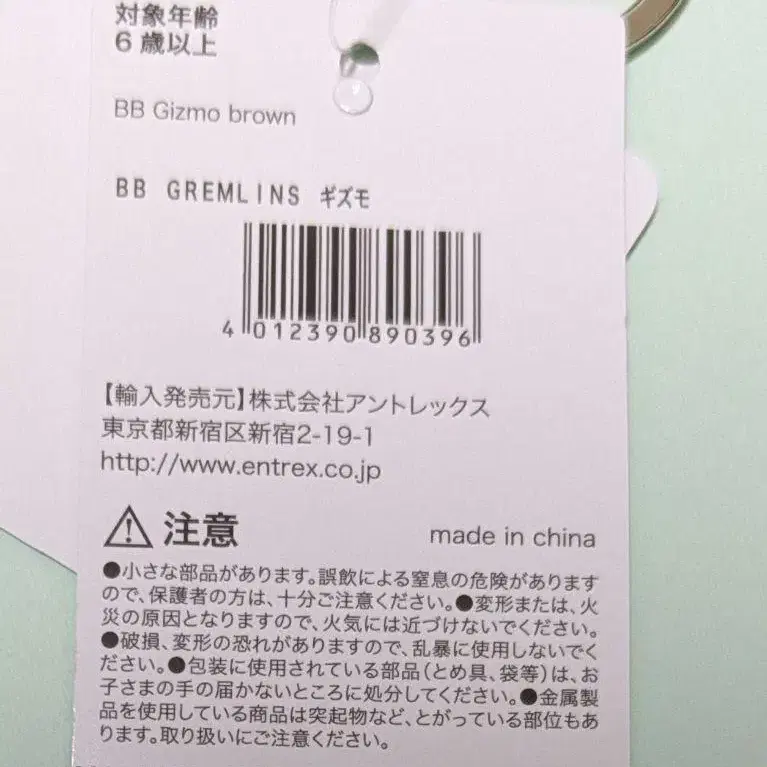 対象年齢
6歳以上
BB Gizmo brown
BB GREMLINS ギズモ
4 012390 890396
【輸入発売元】株式会社アントレックス
東京都新宿区新宿2-19-1
http://www.entrex.co.jp
⚠ 注意
made in china
●小さな部品があります。誤飲による窒息の危険があります
ので、保護者の方は、十分ご注意ください。●変形または、火
災の原因となりますので、火気には近づけないでください。
●破損、変形の恐れがありますので、乱暴に使用しないでく
ださい。●包装に使用されている部品(とめ具、袋等)は、お
子さまの手の届かないところに処分してください。●金属製
品を使用している商品は突起物など、とがっている部位もあ
ります。取り扱いにご注意ください。